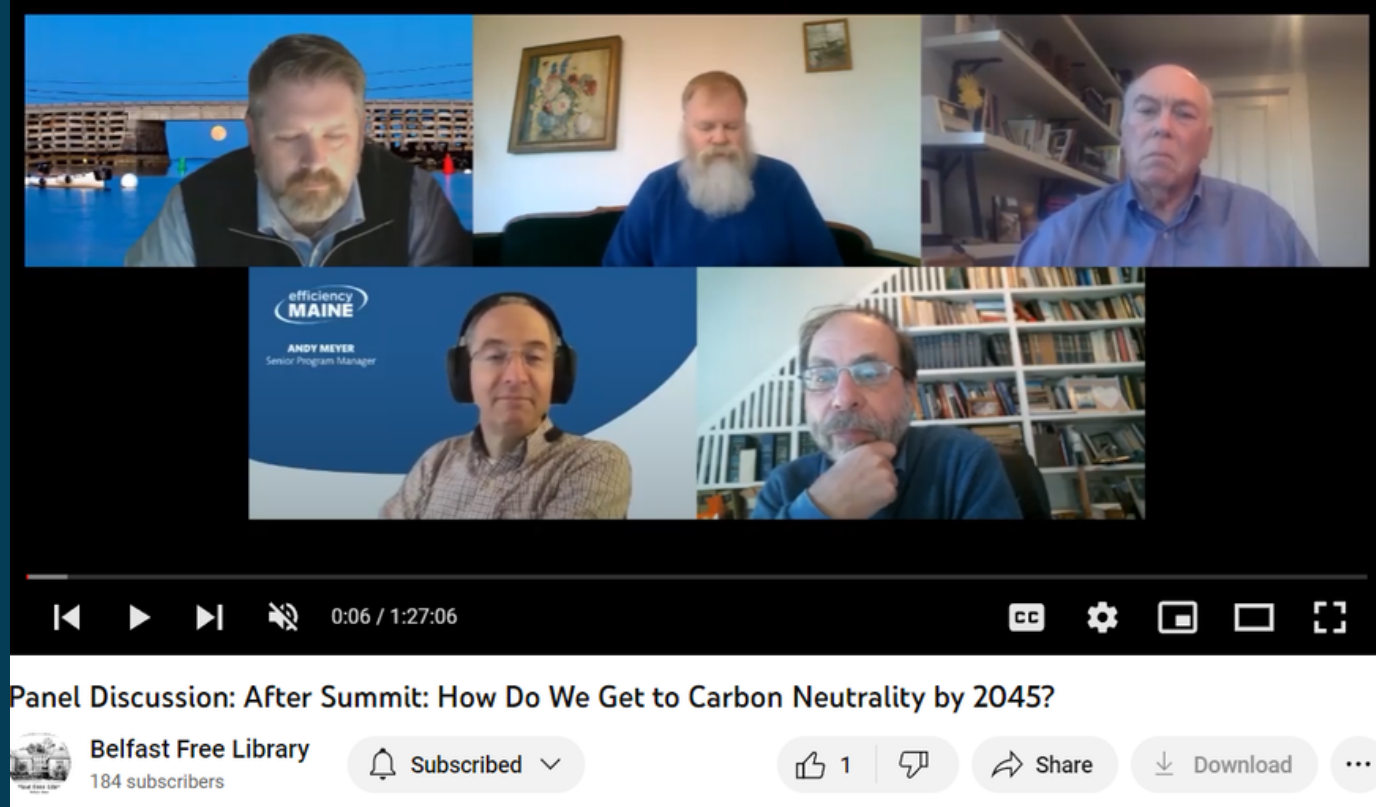 efficiency
MAINE
ANDY MEYER
Senior Program Manager
0:06 / 1:27:06
CC
Panel Discussion: After Summit: How Do We Get to Carbon Neutrality by 2045?
Belfast Free Library
184 subscribers
Subscribed
1
Share
Download